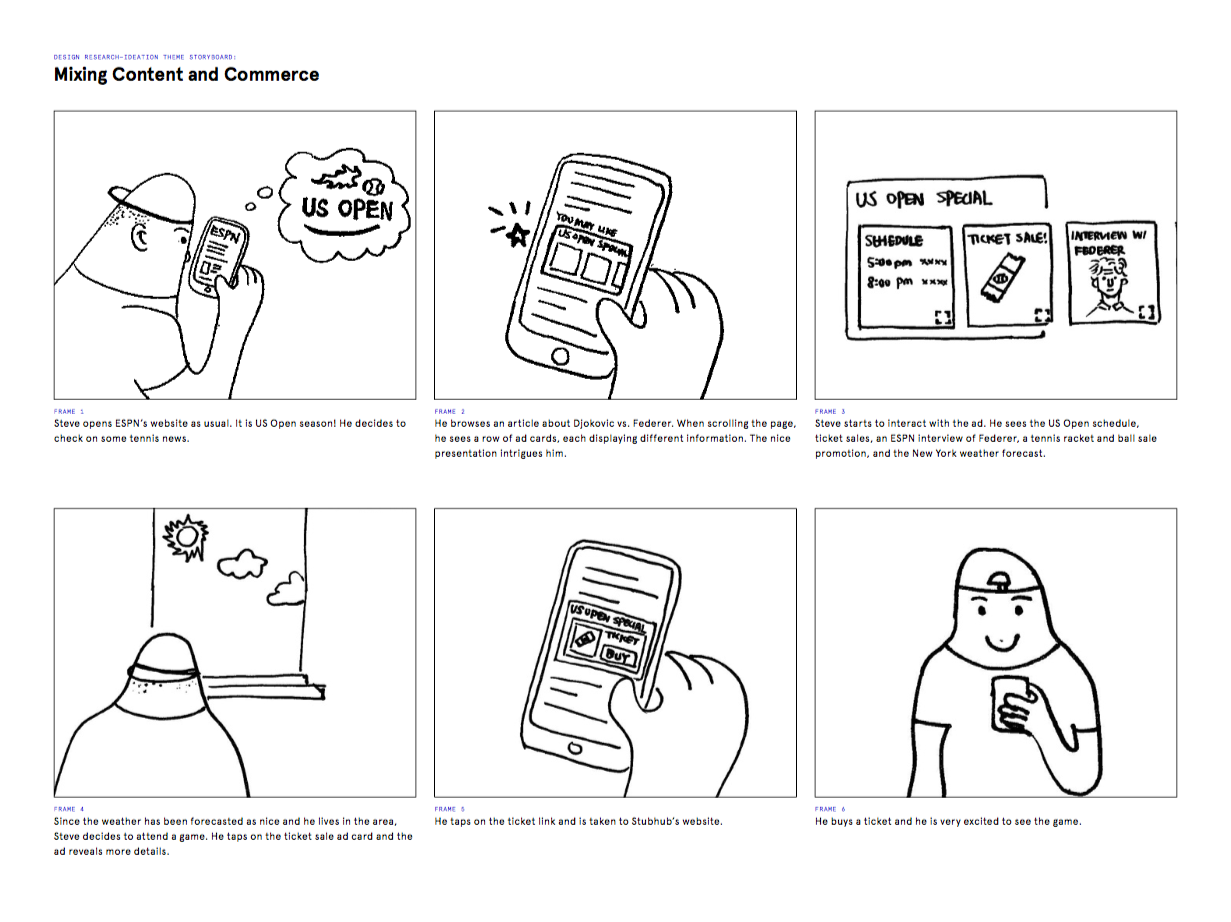 DESIGN RESEARCH–IDEATION THEME STORYBOARD:
Mixing Content and Commerce
ESPN
US OPEN
YOU MAY LIKE
US OPEN SPECIAL
US OPEN SPECIAL
SHEDULE
5:00 pm xxxx
8:00 pm xxxx
TICKET SALE!
INTERVIEW W/
FEDERER
FRAME 1
Steve opens ESPN's website as usual. It is US Open season! He decides to
check on some tennis news.
FRAME 2
He browses an article about Djokovic vs. Federer. When scrolling the page,
he sees a row of ad cards, each displaying different information. The nice
presentation intrigues him.
FRAME 3
Steve starts to interact with the ad. He sees the US Open schedule,
ticket sales, an ESPN interview of Federer, a tennis racket and ball sale
promotion, and the New York weather forecast.
US OPEN SPECIAL
TICKET
BUY
FRAME 4
Since the weather has been forecasted as nice and he lives in the area,
Steve decides to attend a game. He taps on the ticket sale ad card and the
ad reveals more details.
FRAME 5
He taps on the ticket link and is taken to Stubhub's website.
FRAME 6
He buys a ticket and he is very excited to see the game.